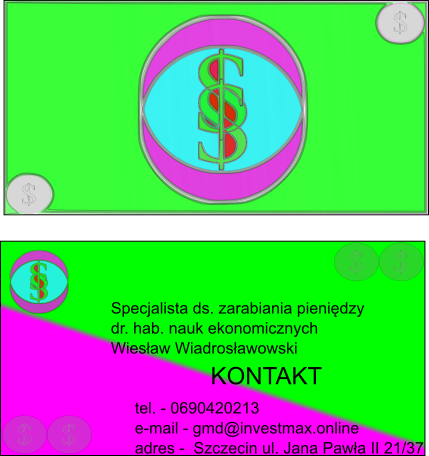 $
$
$
$
$ $
Specjalista ds. zarabiania pieniędzy
dr. hab. nauk ekonomicznych
Wiesław Wiadrosławowski
KONTAKT
tel. - 0690420213
e-mail - gmd@investmax.online
$ $
adres -  Szczecin ul. Jana Pawła II 21/37